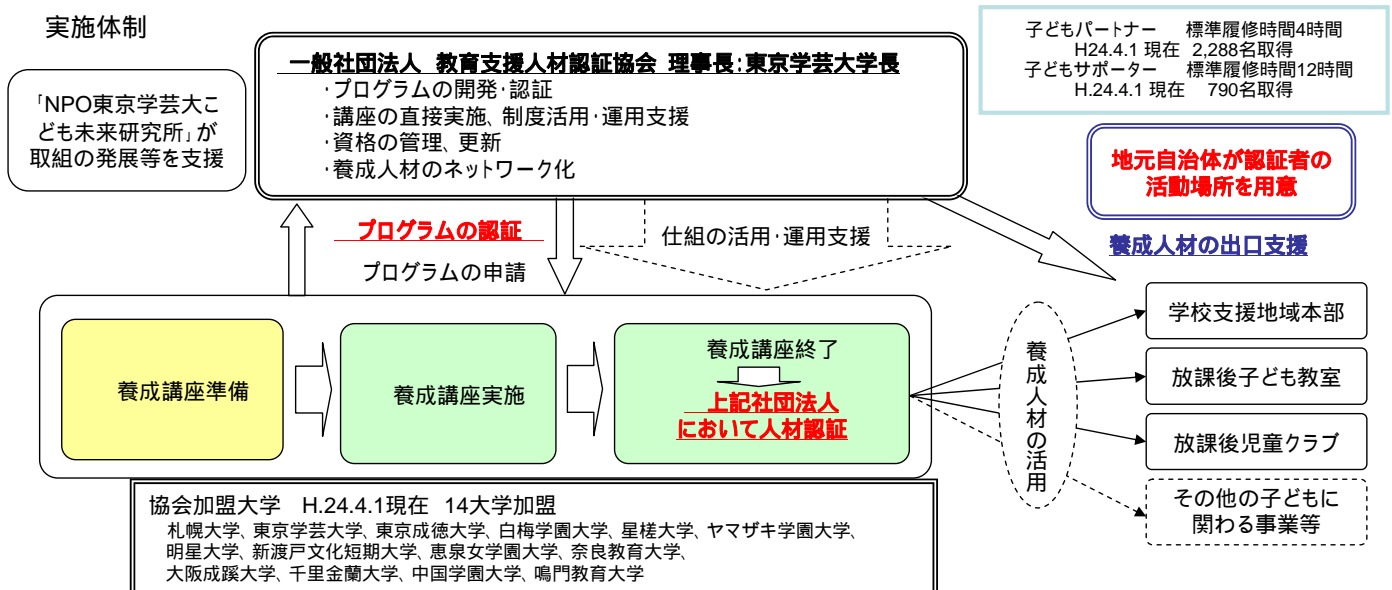 実施体制
「NPO東京学芸大こ
ども未来研究所」が
取組の発展等を支援
一般社団法人　教育支援人材認証協会 理事長：東京学芸大学長
・プログラムの開発・認証
・講座の直接実施、制度活用・運用支援
・資格の管理、更新
・養成人材のネットワーク化
子どもパートナー　標準履修時間4時間
H24.4.1 現在　2,288名取得
子どもサポーター　標準履修時間12時間
H.24.4.1 現在　790名取得
地元自治体が認証者の
活動場所を用意
養成人材の出口支援
プログラムの認証
プログラムの申請
仕組の活用・運用支援
養成講座準備
養成講座実施
養成講座終了
上記社団法人
において人材認証
養成人材の活用
学校支援地域本部
放課後子ども教室
放課後児童クラブ
その他の子どもに
関わる事業等
協会加盟大学　H.24.4.1現在　14大学加盟
札幌大学、東京学芸大学、東京成徳大学、白梅学園大学、星槎大学、ヤマザキ学園大学、
明星大学、新渡戸文化短期大学、恵泉女学園大学、奈良教育大学、
大阪成蹊大学、千里金蘭大学、中国学園大学、鳴門教育大学